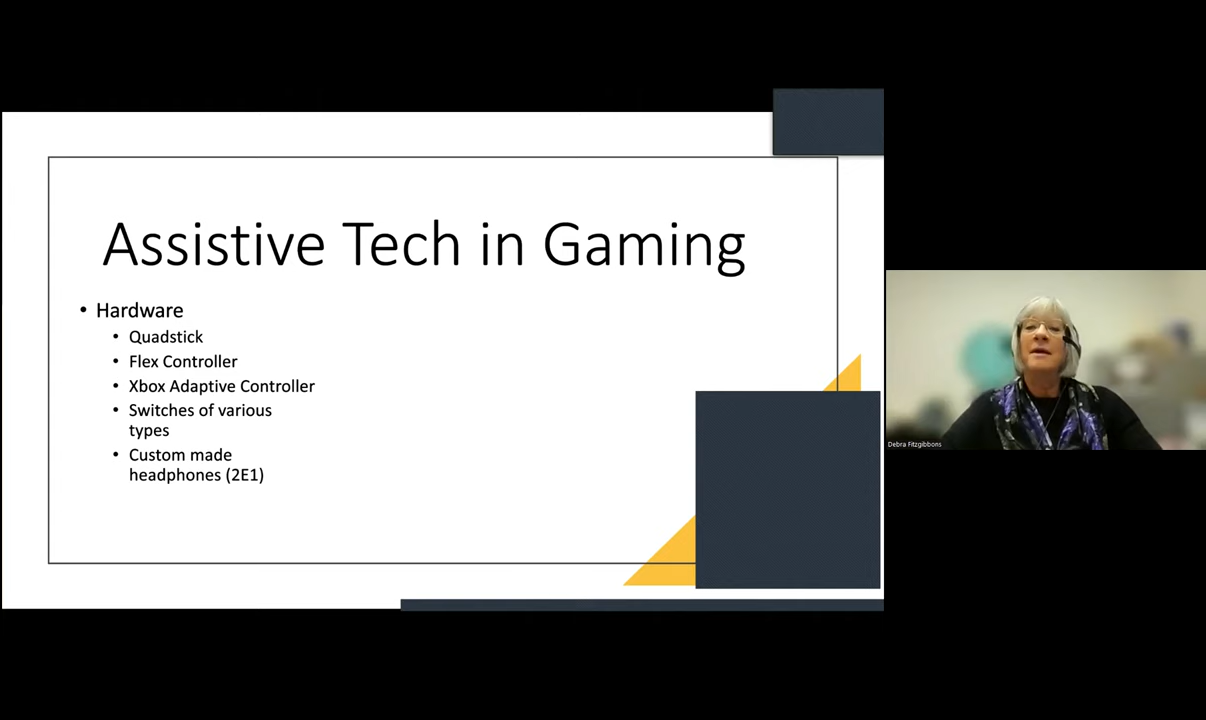 Assistive Tech in Gaming
• Hardware
• Quadstick
• Flex Controller
• Xbox Adaptive Controller
• Switches of various
types
• Custom made
headphones (2E1)
Debra Fitzgibbons